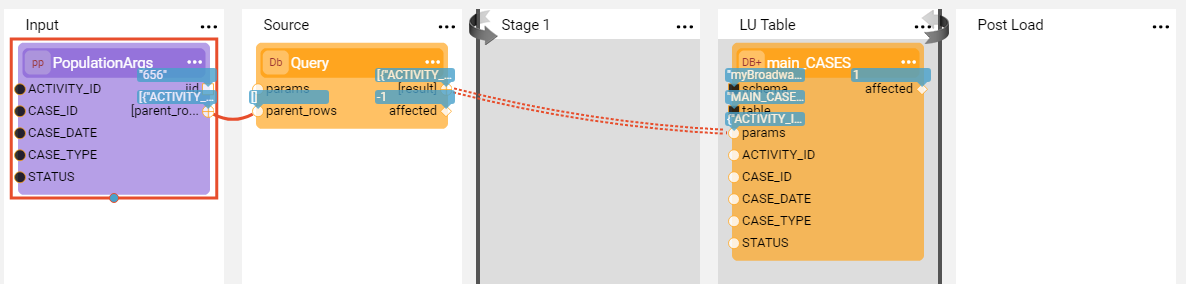 Input
...
Source
...
Stage 1
...
LU Table
...
Post Load
...
pp PopulationArgs ...
"656"
ACTIVITY_ID iid
[{"ACTIVITY_...
CASE_ID [parent_ro...
CASE_DATE
CASE_TYPE
STATUS
Db Query ...
[{"ACTIVITY_...
params [result]
[] -1
parent_rows affected
DB+ main_CASES ...
"myBroadwa... 1
schema affected
"MAIN_CASE...
table
{"ACTIVITY_I...
params
ACTIVITY_ID
CASE_ID
CASE_DATE
CASE_TYPE
STATUS